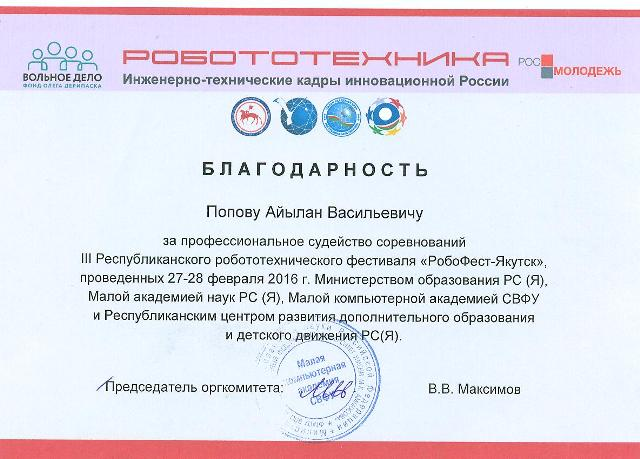 ВОЛЬНОЕ ДЕЛО
ФОНД ОЛЕГА ДЕРИПАСКА
РОБОТОТЕХНИКА
Инженерно-технические кадры инновационной России
РОС
МОЛОДЕЖЬ
БЛАГОДАРНОСТЬ
Попову Айылан Васильевичу
за профессиональное судейство соревнований
III Республиканского робототехнического фестиваля «РобоФест-Якутск»,
проведенных 27-28 февраля 2016 г. Министерством образования РС (Я),
Малой академией наук РС (Я), Малой компьютерной академией СВФУ
и Республиканским центром развития дополнительного образования
и детского движения РС(Я).
Малая
компьютерная
академия
СВФУ
Председатель оргкомитета:
В.В. Максимов